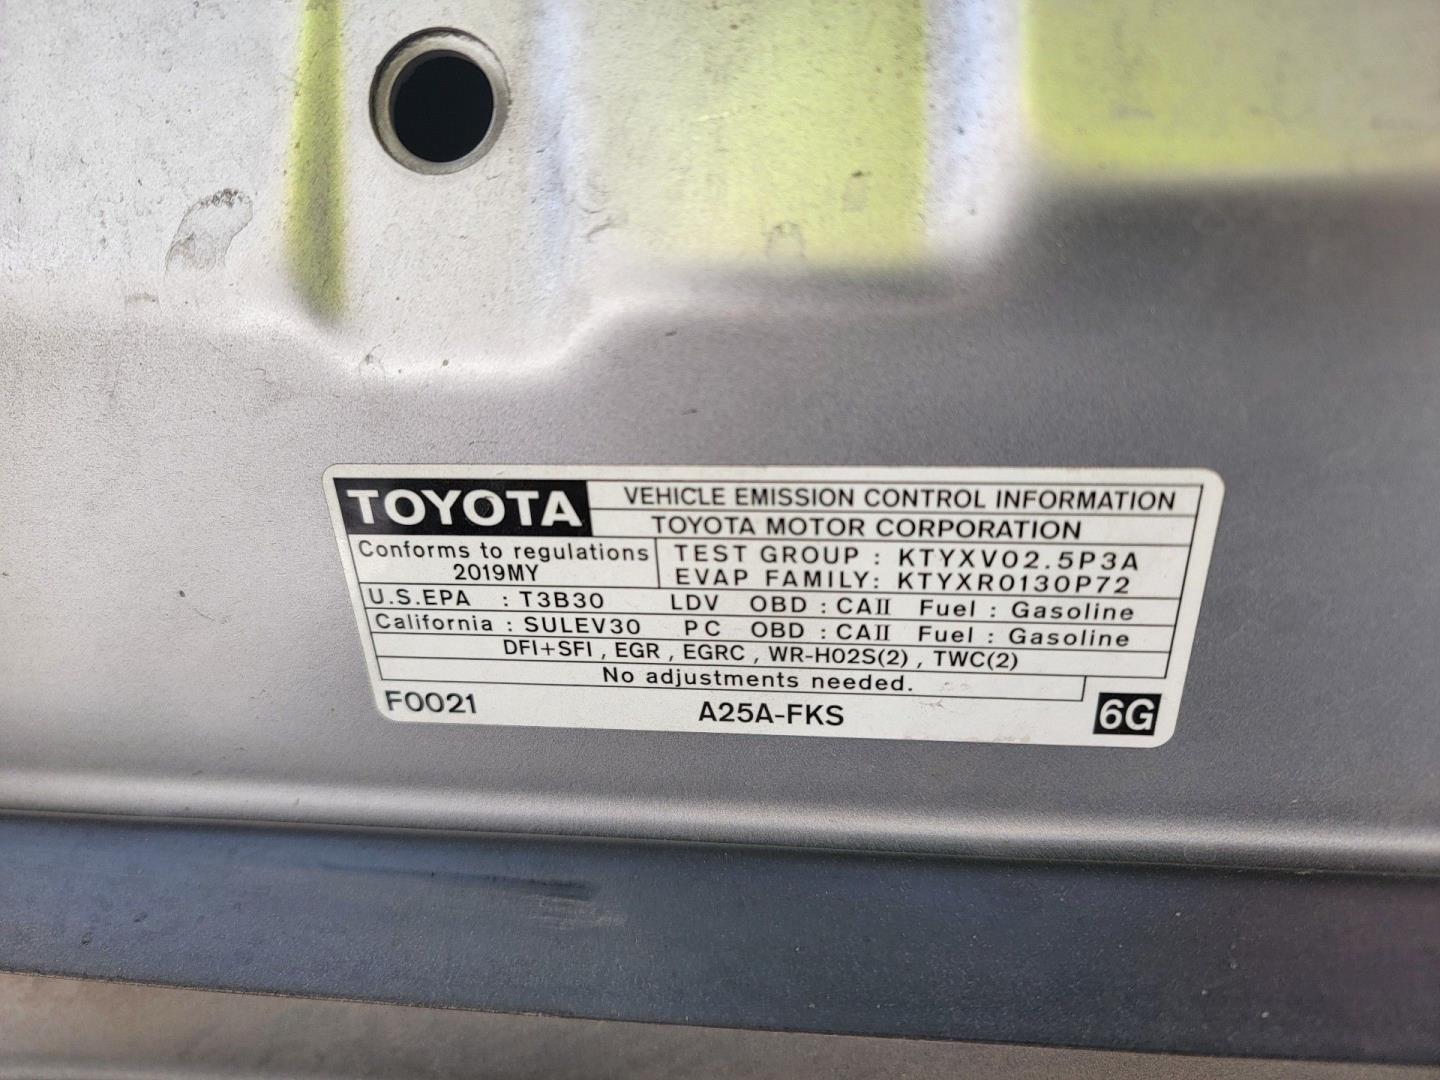 TOYOTA VEHICLE EMISSION CONTROL INFORMATION
TOYOTA MOTOR CORPORATION
Conforms to regulations
2019MY
TEST GROUP : KTYXV02.5P3A
EVAP FAMILY: KTYXR0130P72
U.S.EPA : T3B30 LDV OBD : CAII Fuel : Gasoline
California : SULEV30 PC OBD : CAII Fuel : Gasoline
DFI+SFI , EGR , EGRC , WR-HO2S(2) , TWC(2)
No adjustments needed.
F0021 A25A-FKS 6G